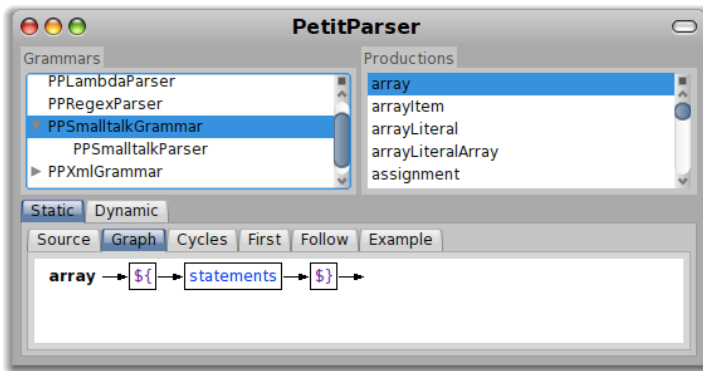 PetitParser
Grammars
PPLambdaParser
PPRegexParser
PPSmalltalkGrammar
PPSmalltalkParser
PPXmlGrammar
Productions
array
arrayItem
arrayLiteral
arrayLiteralArray
assignment
Static Dynamic
Source Graph Cycles First Follow Example
array ${ statements $}